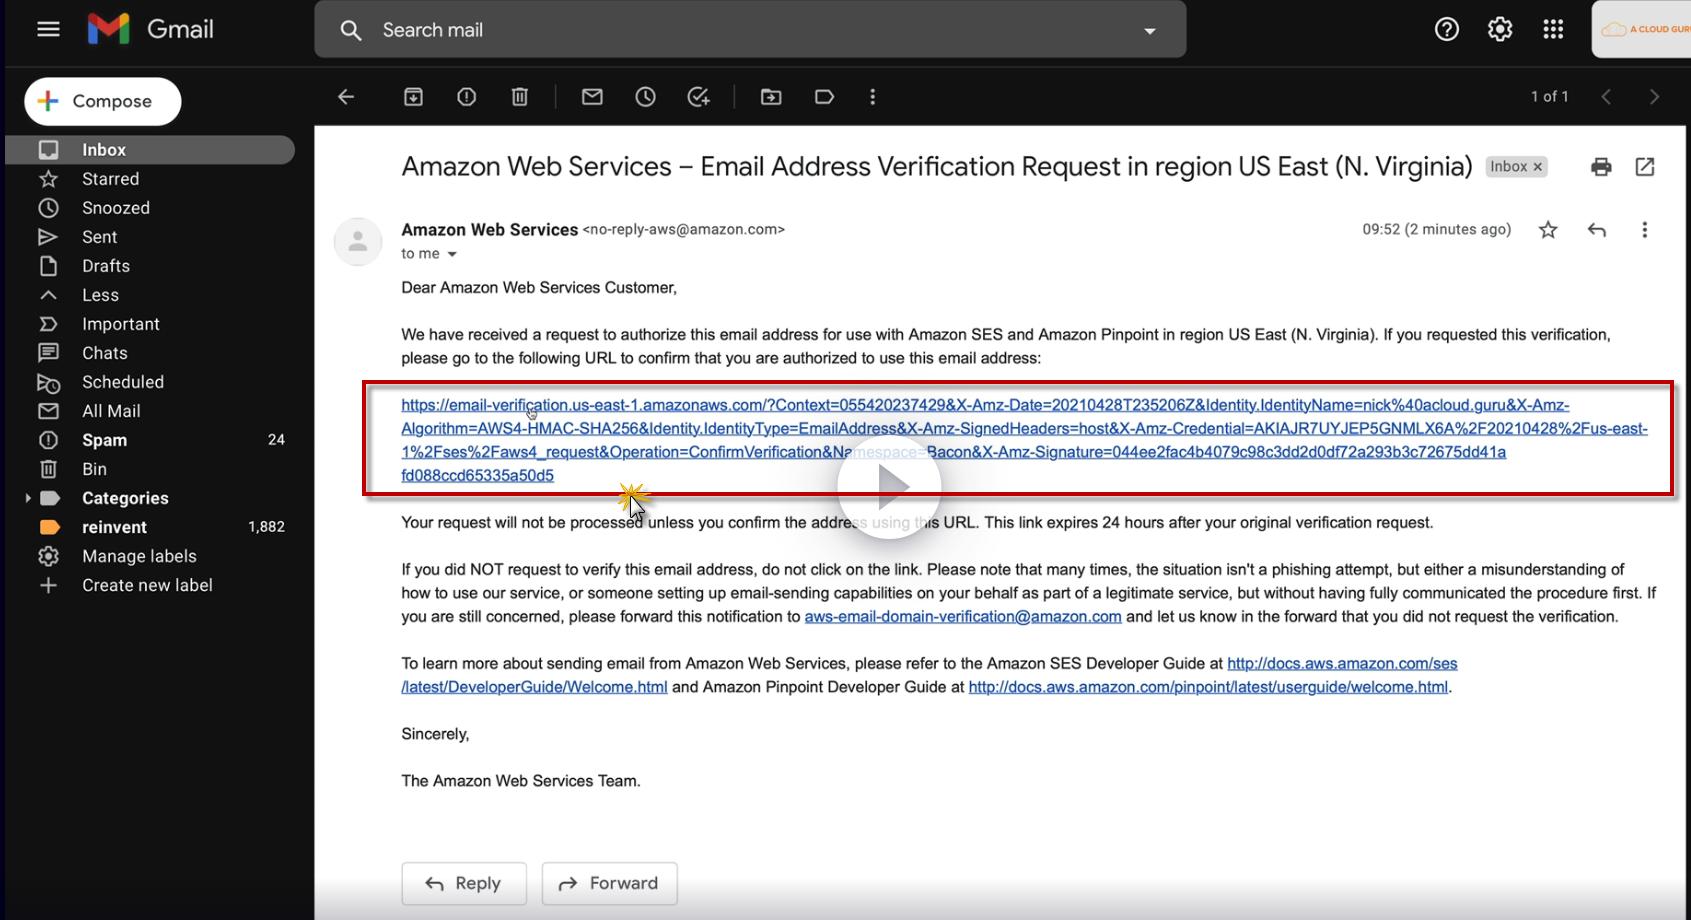 Gmail
Search mail
A CLOUD GUR
Compose
1 of 1
Inbox
Starred
Snoozed
Sent
Drafts
Less
Important
Chats
Scheduled
All Mail
Spam 24
Bin
Categories
reinvent 1,882
Manage labels
Create new label
Amazon Web Services – Email Address Verification Request in region US East (N. Virginia) Inbox ×
Amazon Web Services <no-reply-aws@amazon.com> 09:52 (2 minutes ago)
to me
Dear Amazon Web Services Customer,
We have received a request to authorize this email address for use with Amazon SES and Amazon Pinpoint in region US East (N. Virginia). If you requested this verification,
please go to the following URL to confirm that you are authorized to use this email address:
https://email-verification.us-east-1.amazonaws.com/?Context=055420237429&X-Amz-Date=20210428T235206Z&Identity.IdentityName=nick%40acloud.guru&X-Amz-
Algorithm=AWS4-HMAC-SHA256&Identity.IdentityType=EmailAddress&X-Amz-SignedHeaders=host&X-Amz-Credential=AKIAJR7UYJEP5GNMLX6A%2F20210428%2Fus-east-
1%2Fses%2Faws4_request&Operation=ConfirmVerification&Namespace=Bacon&X-Amz-Signature=044ee2fac4b4079c98c3dd2d0df72a293b3c72675dd41a
fd088ccd65335a50d5
Your request will not be processed unless you confirm the address using this URL. This link expires 24 hours after your original verification request.
If you did NOT request to verify this email address, do not click on the link. Please note that many times, the situation isn't a phishing attempt, but either a misunderstanding of
how to use our service, or someone setting up email-sending capabilities on your behalf as part of a legitimate service, but without having fully communicated the procedure first. If
you are still concerned, please forward this notification to aws-email-domain-verification@amazon.com and let us know in the forward that you did not request the verification.
To learn more about sending email from Amazon Web Services, please refer to the Amazon SES Developer Guide at http://docs.aws.amazon.com/ses
/latest/DeveloperGuide/Welcome.html and Amazon Pinpoint Developer Guide at http://docs.aws.amazon.com/pinpoint/latest/userguide/welcome.html.
Sincerely,
The Amazon Web Services Team.
Reply
Forward